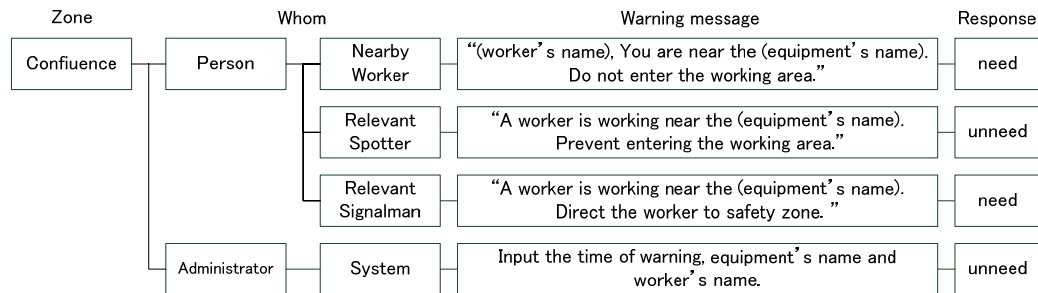 Zone Whom Warning message Response
Confiuence Person Nearby Worker “(worker’s name), You are near the (equipment’s name). Do not enter the working area.” need
Relevant Spotter “A worker is working near the (equipment’s name). Prevent entering the working area.” unneed
Relevant Signalman “A worker is working near the (equipment’s name). Direct the worker to safety zone. ” need
Administrator System Input the time of warning, equipment’s name and worker’s name. unneed